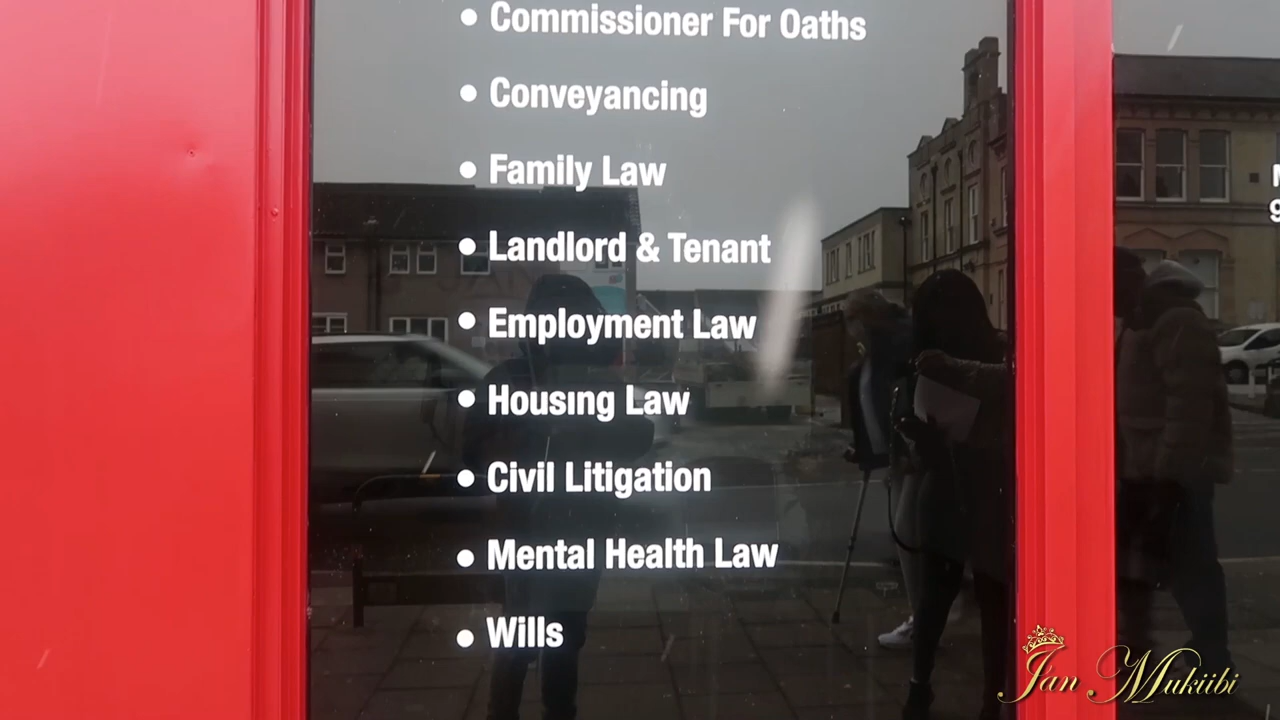 • Commissioner For Oaths
• Conveyancing
• Family Law
• Landlord & Tenant
• Employment Law
• Housing Law
• Civil Litigation
• Mental Health Law
• Wills
Jan Mukiibi